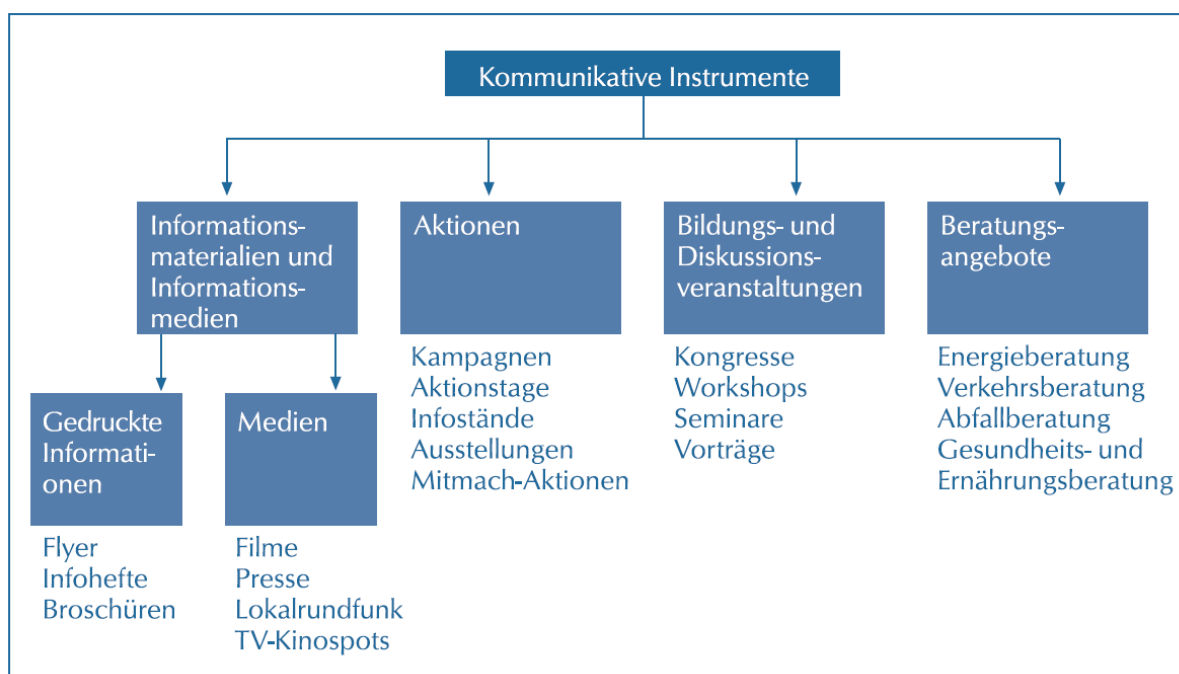 Kommunikative Instrumente
Informations-
materialien und
Informations-
medien
Gedruckte
Informati-
onen
Flyer
Infohefte
Broschüren
Medien
Filme
Presse
Lokalrundfunk
TV-Kinospots
Aktionen
Kampagnen
Aktionstage
Infostände
Ausstellungen
Mitmach-Aktionen
Bildungs- und
Diskussions-
veranstaltungen
Kongresse
Workshops
Seminare
Vorträge
Beratungs-
angebote
Energieberatung
Verkehrsberatung
Abfallberatung
Gesundheits- und
Ernährungsberatung